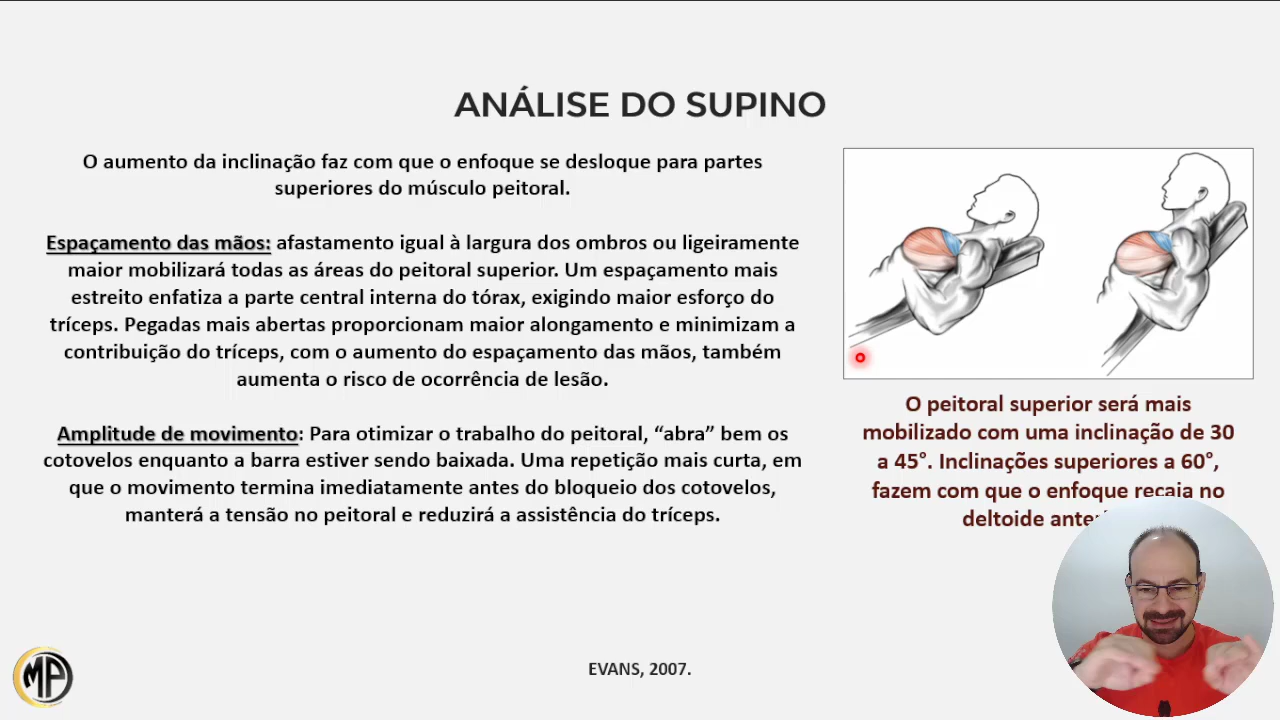 ANÁLISE DO SUPINO
O aumento da inclinação faz com que o enfoque se desloque para partes
superiores do músculo peitoral.
Espaçamento das mãos: afastamento igual à largura dos ombros ou ligeiramente
maior mobilizará todas as áreas do peitoral superior. Um espaçamento mais
estreito enfatiza a parte central interna do tórax, exigindo maior esforço do
tríceps. Pegadas mais abertas proporcionam maior alongamento e minimizam a
contribuição do tríceps, com o aumento do espaçamento das mãos, também
aumenta o risco de ocorrência de lesão.
Amplitude de movimento: Para otimizar o trabalho do peitoral, “abra” bem os
cotovelos enquanto a barra estiver sendo baixada. Uma repetição mais curta, em
que o movimento termina imediatamente antes do bloqueio dos cotovelos,
manterá a tensão no peitoral e reduzirá a assistência do tríceps.
O peitoral superior será mais
mobilizado com uma inclinação de 30
a 45°. Inclinações superiores a 60°,
fazem com que o enfoque recaia no
deltoide
EVANS, 2007.
MP